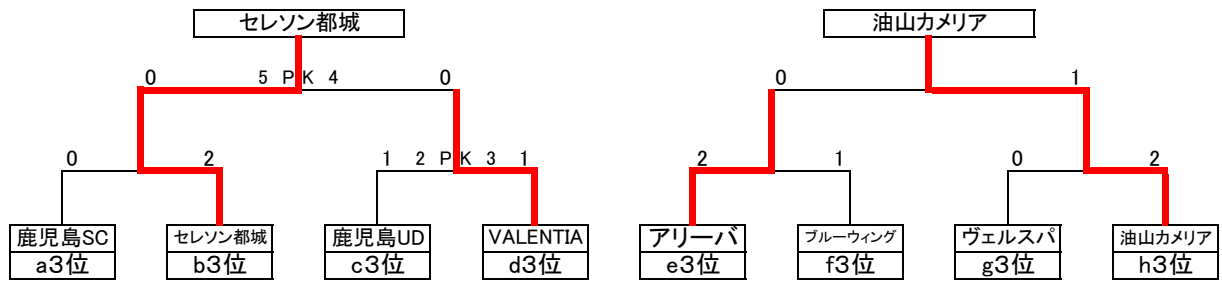 セレソン都城 油山カメリア
0 5 PK 4 0 0 1
0 2 1 2 PK 3 1 2 1 0 2
鹿児島SC セレソン都城 鹿児島UD VALENTIA アリーバ ブルーウィング ヴェルスパ 油山カメリア
a3位 b3位 c3位 d3位 e3位 f3位 g3位 h3位